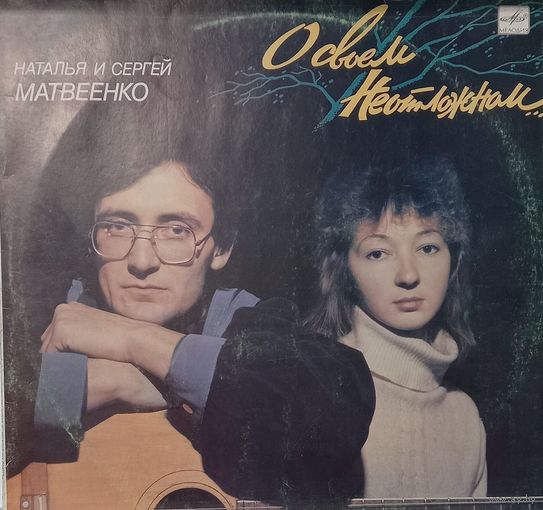 НАТАЛЬЯ И СЕРГЕЙ
МАТВЕЕНКО
О своем
Неотложном...
МЕЛОДИЯ